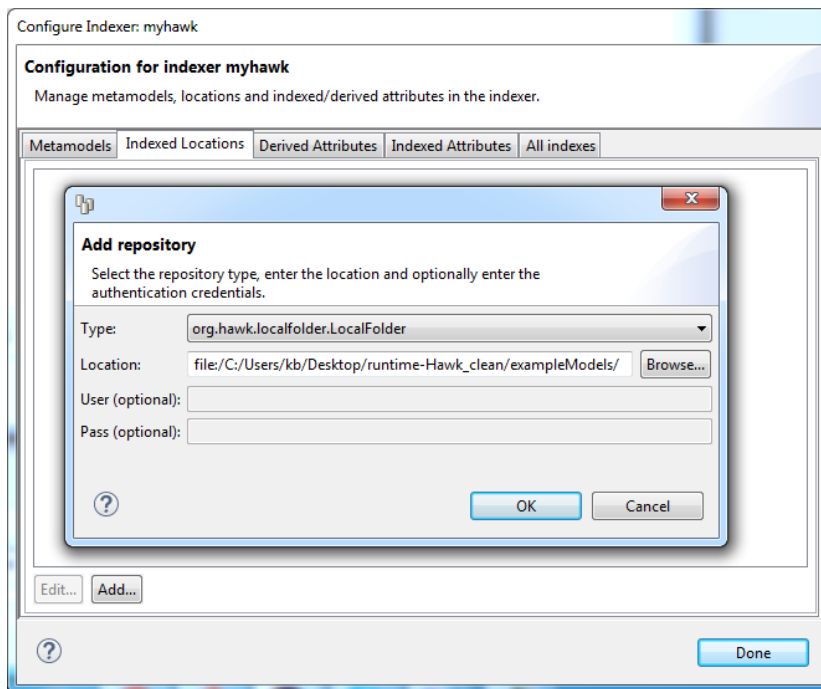 Configure Indexer: myhawk
Configuration for indexer myhawk
Manage metamodels, locations and indexed/derived attributes in the indexer.
Metamodels Indexed Locations Derived Attributes Indexed Attributes All indexes
Add repository
Select the repository type, enter the location and optionally enter the
authentication credentials.
Type: org.hawk.localfolder.LocalFolder
Location: file:/C:/Users/kb/Desktop/runtime-Hawk_clean/exampleModels/ Browse...
User (optional):
Pass (optional):
? OK Cancel
Edit... Add...
? Done